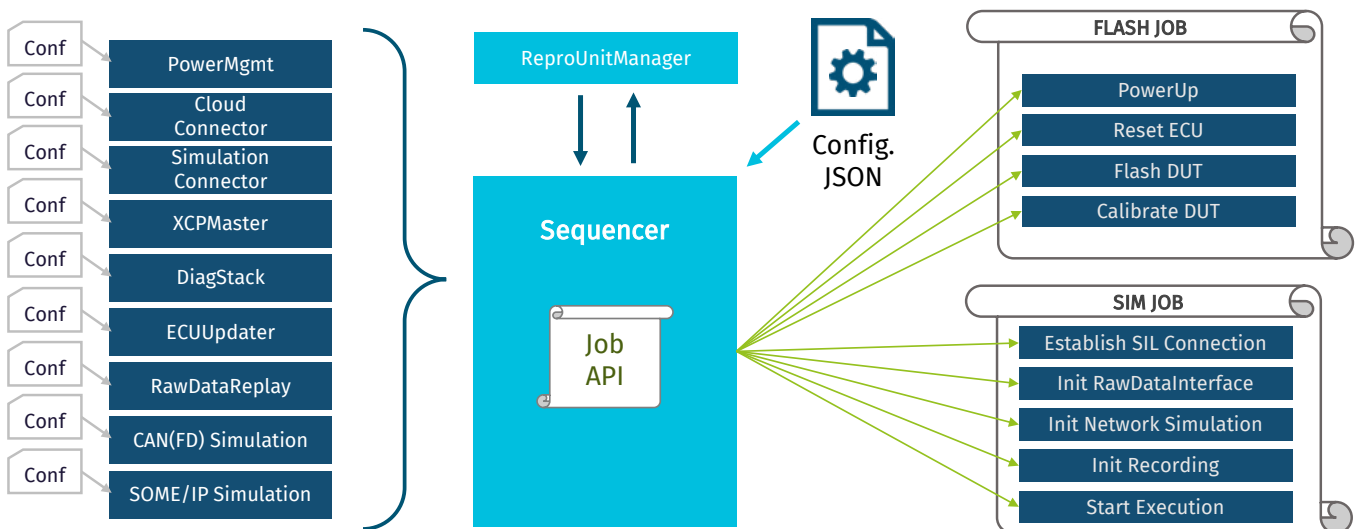 Conf
PowerMgmt
Conf
Cloud
Connector
Conf
Simulation
Connector
Conf
XCPMaster
Conf
DiagStack
Conf
ECUUpdater
Conf
RawDataReplay
Conf
CAN(FD) Simulation
Conf
SOME/IP Simulation
ReproUnitManager
Config.
JSON
Sequencer
Job
API
FLASH JOB
PowerUp
Reset ECU
Flash DUT
Calibrate DUT
SIM JOB
Establish SIL Connection
Init RawDataInterface
Init Network Simulation
Init Recording
Start Execution